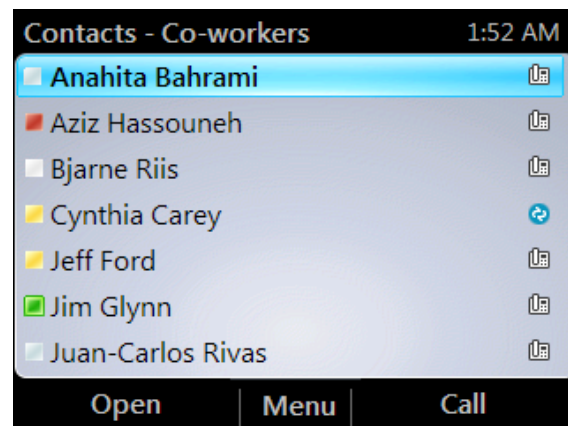 Contacts - Co-workers 1:52 AM
Anahita Bahrami
Aziz Hassouneh
Bjarne Riis
Cynthia Carey
Jeff Ford
Jim Glynn
Juan-Carlos Rivas
Open Menu Call